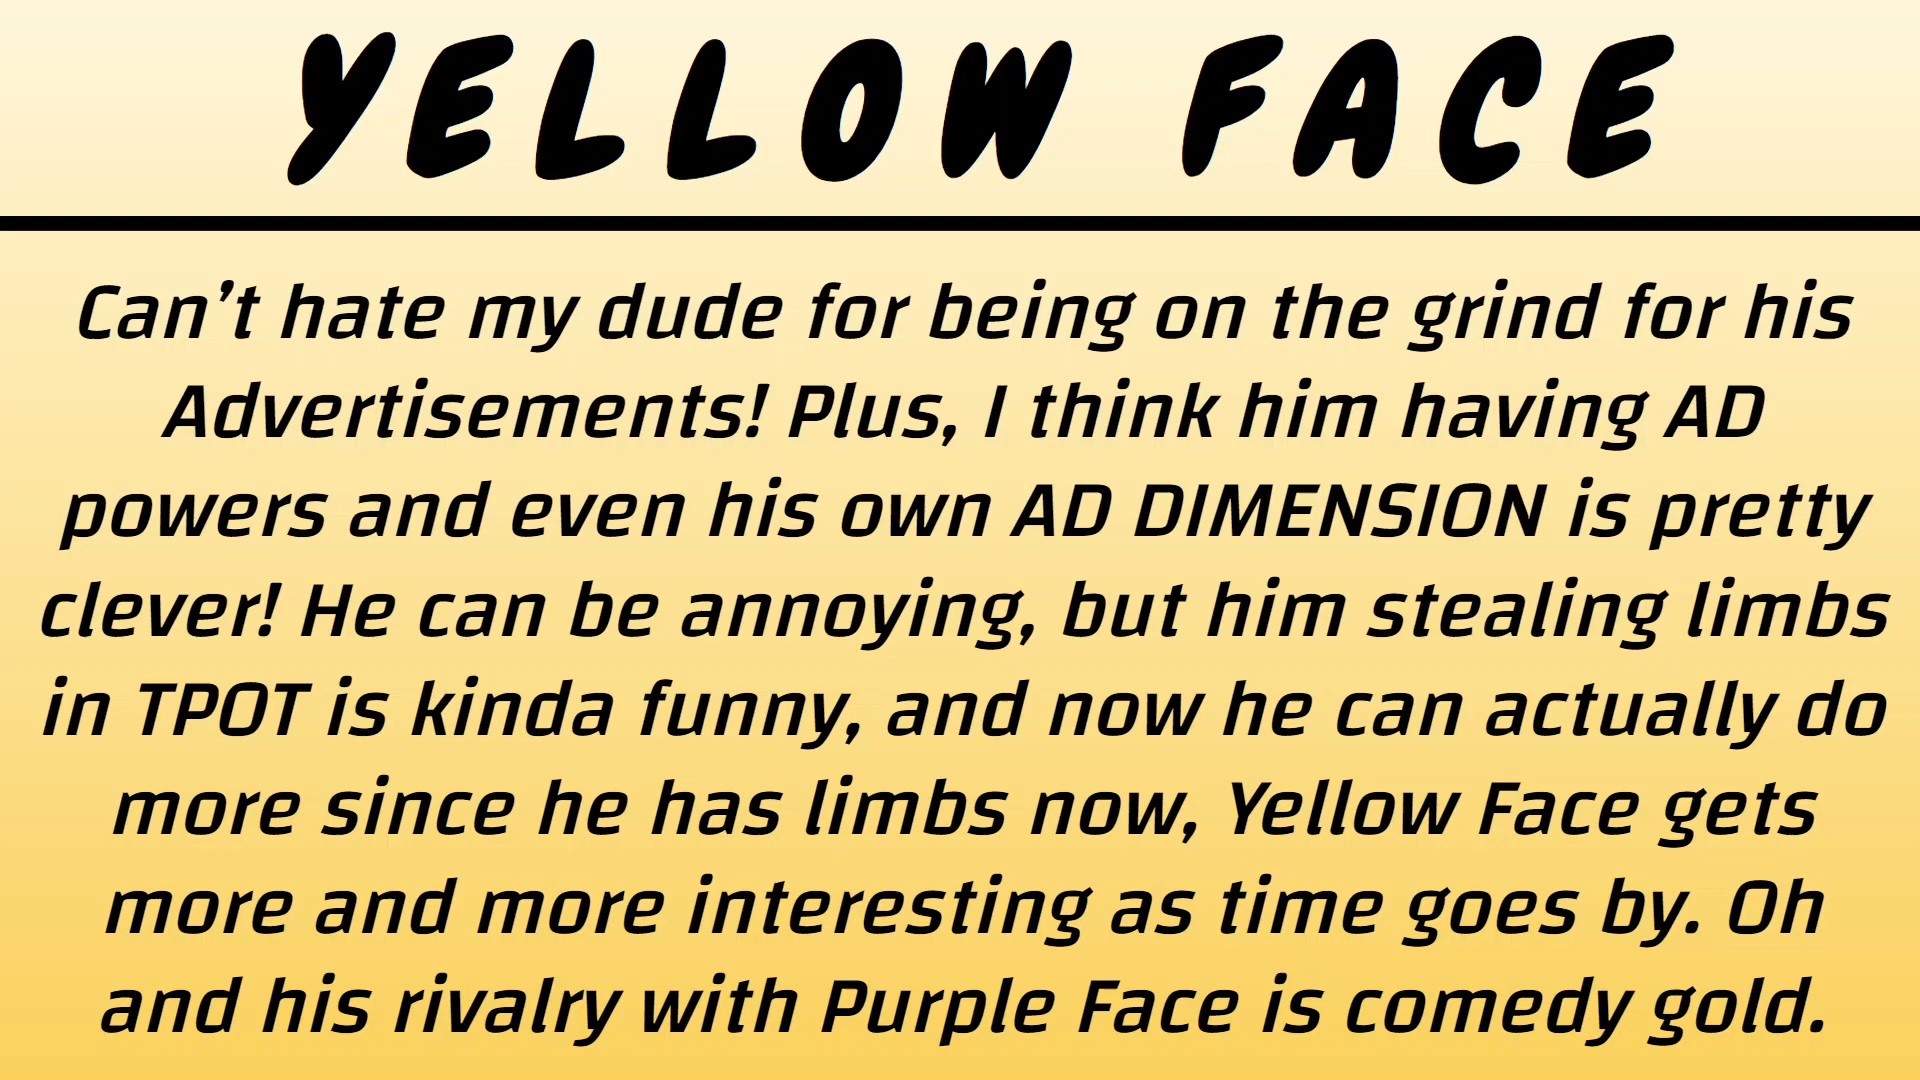 YELLOW FACE
Can’t hate my dude for being on the grind for his
Advertisements! Plus, I think him having AD
powers and even his own AD DIMENSION is pretty
clever! He can be annoying, but him stealing limbs
in TPOT is kinda funny, and now he can actually do
more since he has limbs now, Yellow Face gets
more and more interesting as time goes by. Oh
and his rivalry with Purple Face is comedy gold.